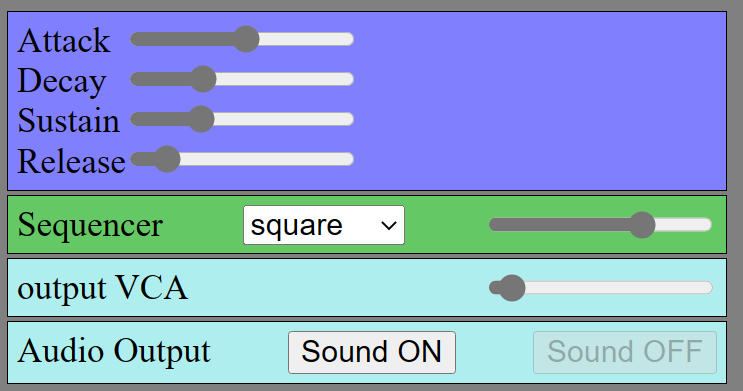 Attack
Decay
Sustain
Release
Sequencer square
output VCA
Audio Output Sound ON Sound OFF